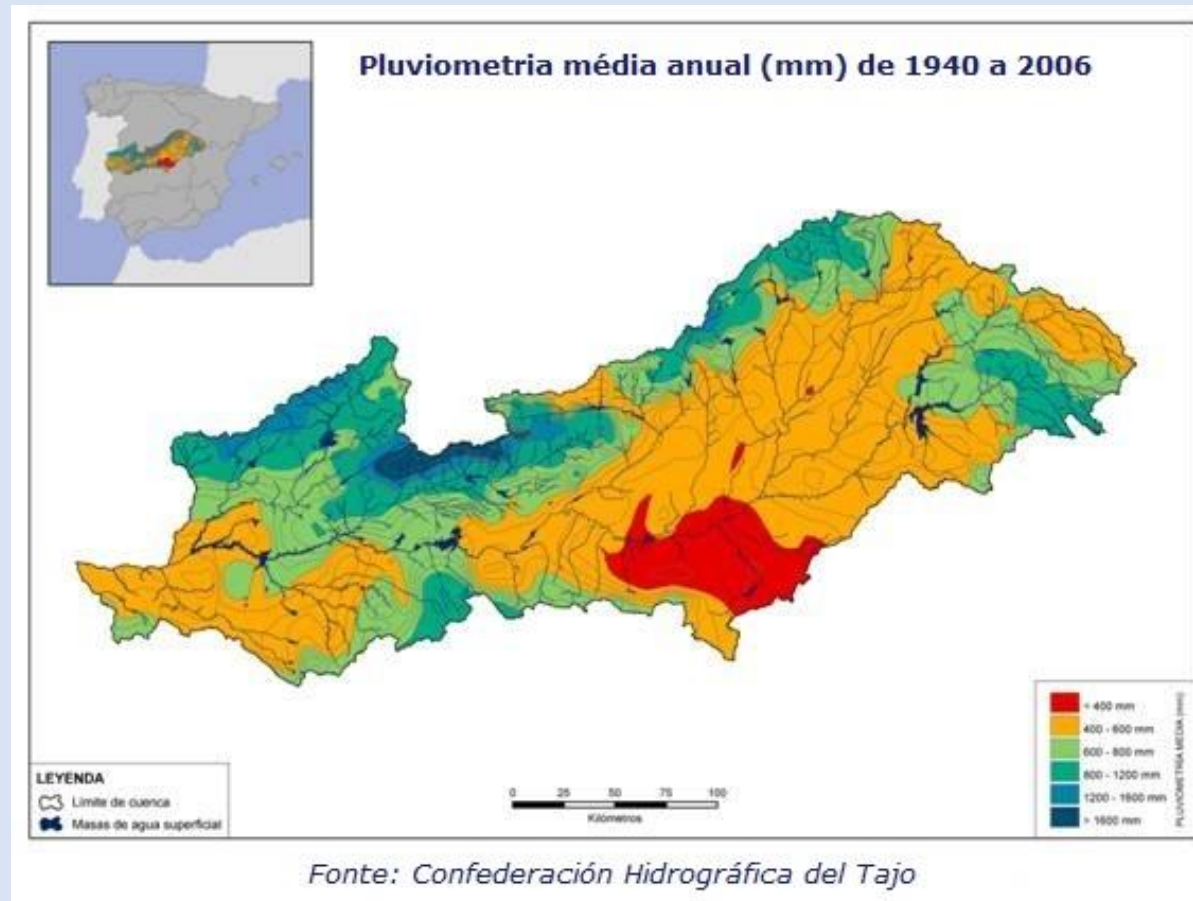 Pluviometria média anual (mm) de 1940 a 2006
< 400 mm
400 - 600 mm
600 - 800 mm
800 - 1200 mm
1200 - 1600 mm
> 1600 mm
PLUVIOMETRIA MEDIA (mm)
LEYENDA
Límite de cuenca
Masas de agua superficial
0 25 50 75 100
Kilómetros
Fonte: Confederación Hidrográfica del Tajo